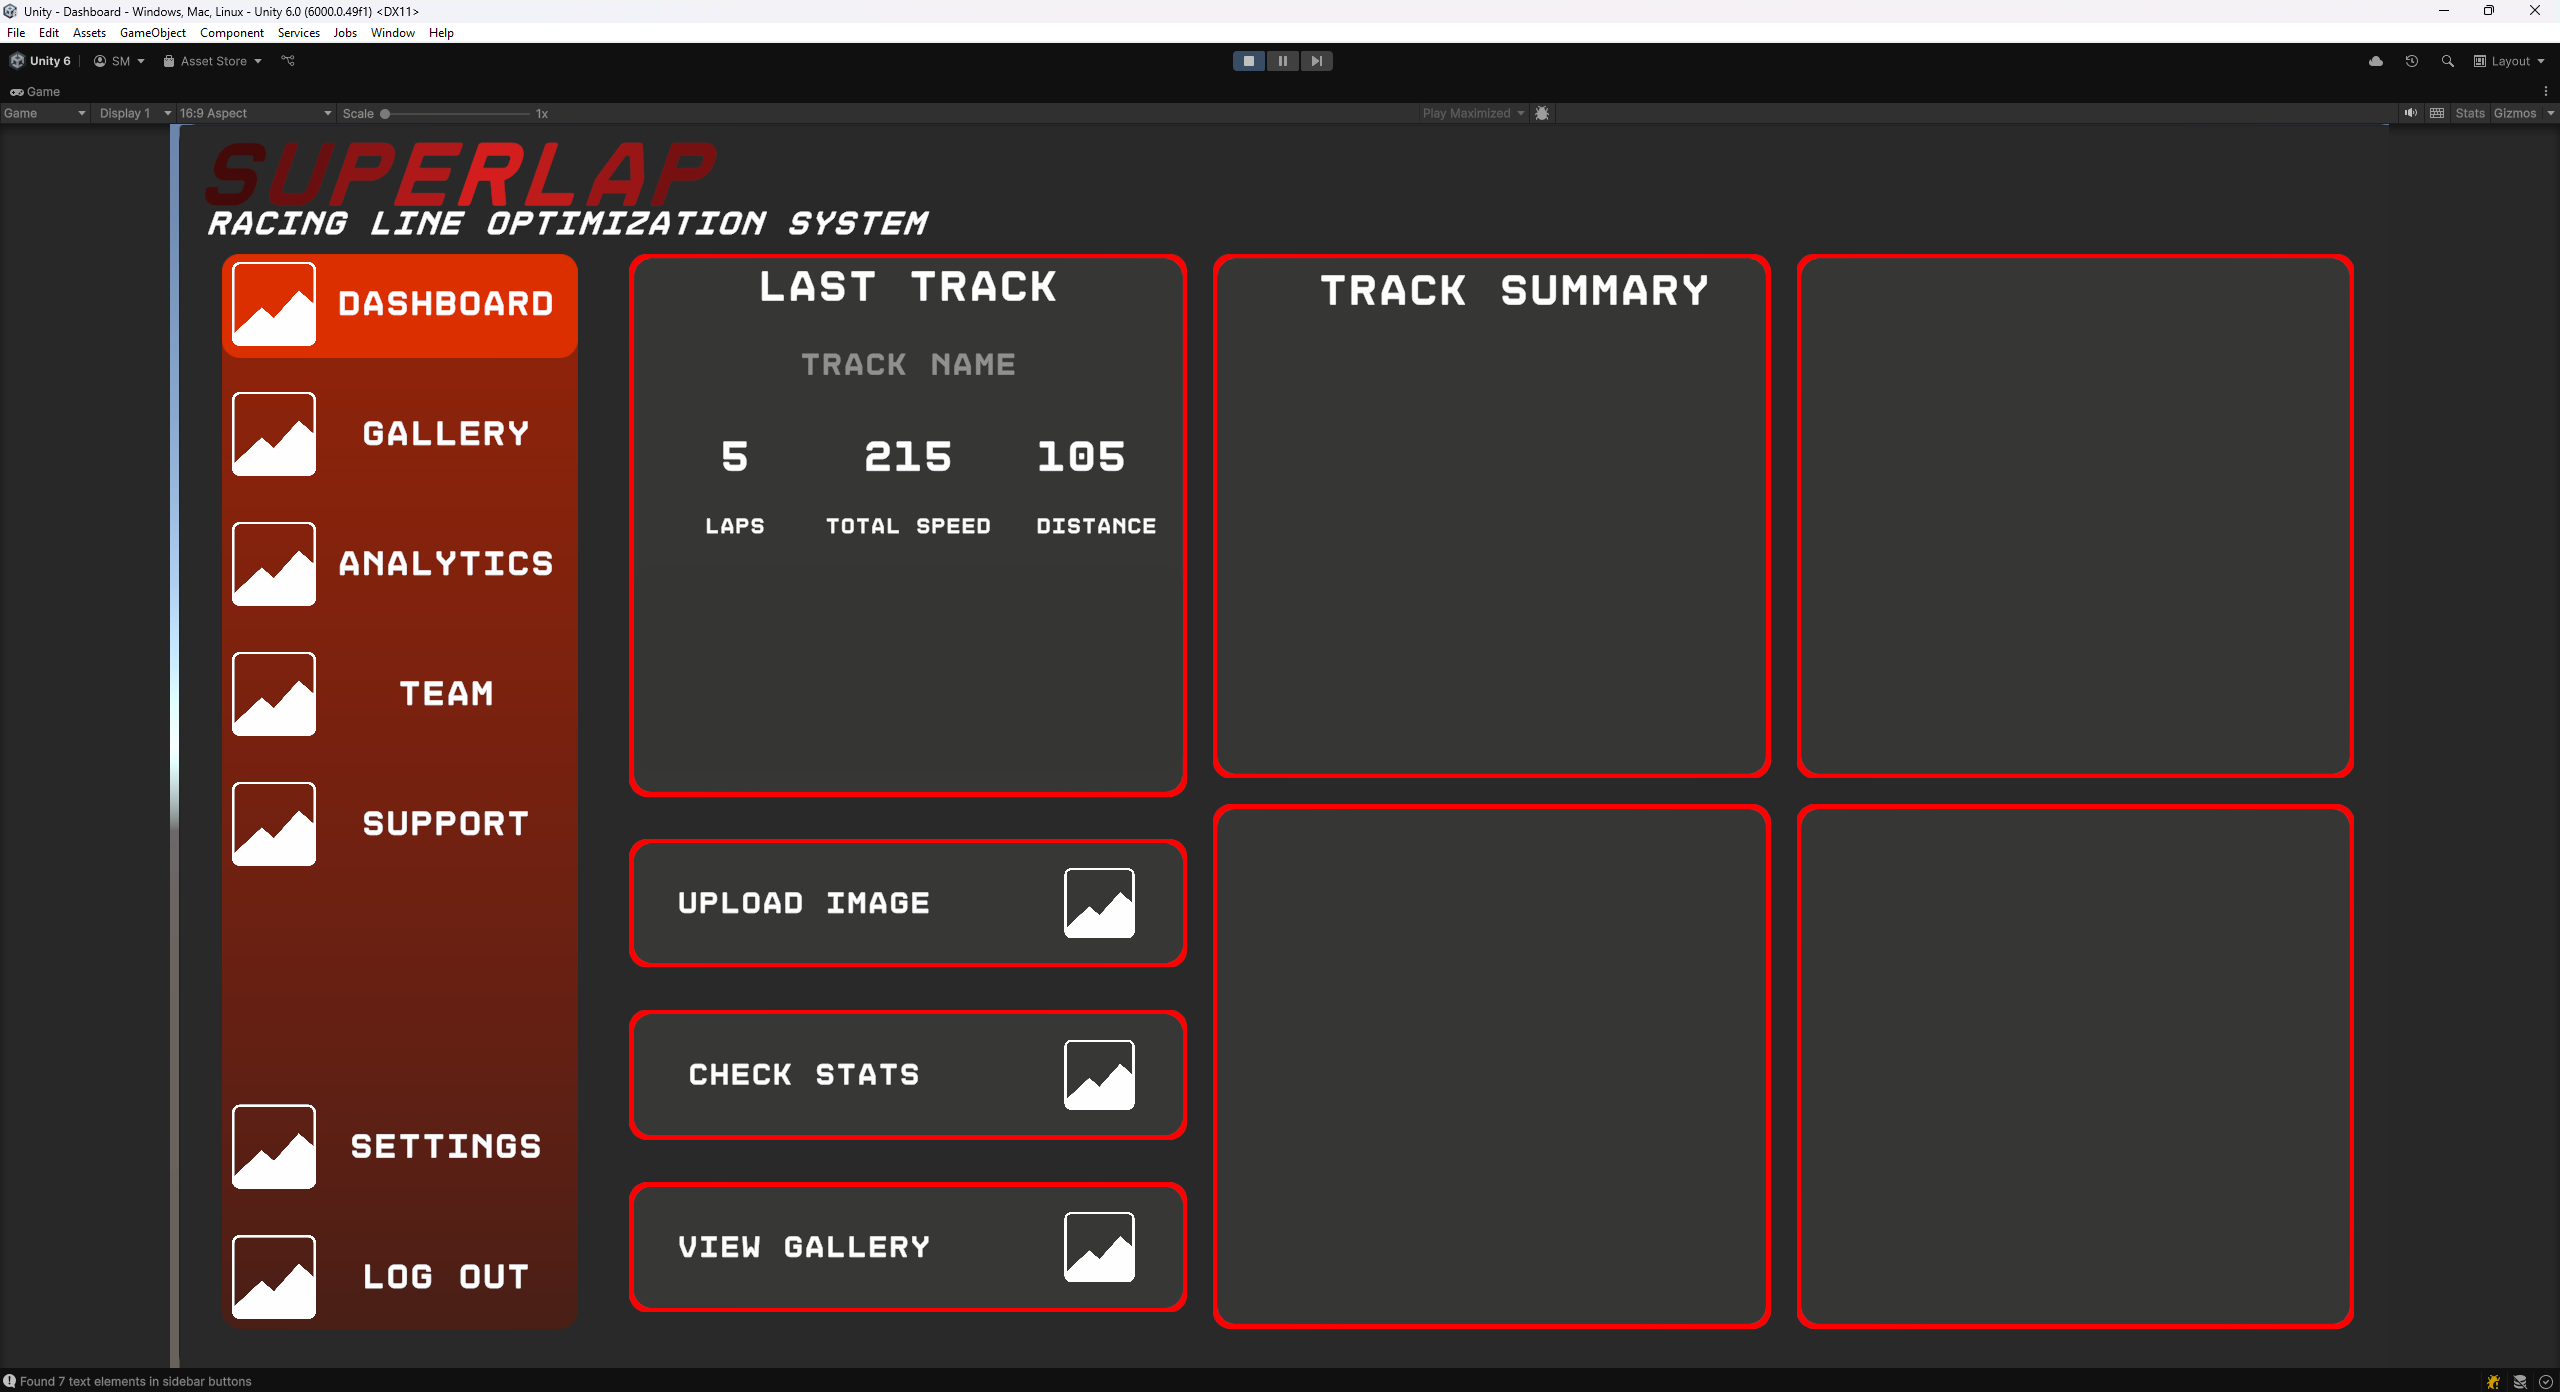 Unity - Dashboard - Windows, Mac, Linux - Unity 6.0 (6000.0.49f1) <DX11>
File Edit Assets GameObject Component Services Jobs Window Help
Unity 6 SM Asset Store Layout
Game
Game Display 1 16:9 Aspect Scale 1x Play Maximized Stats Gizmos
SUPERLAP
RACING LINE OPTIMIZATION SYSTEM
DASHBOARD
GALLERY
ANALYTICS
TEAM
SUPPORT
SETTINGS
LOG OUT
LAST TRACK
TRACK NAME
5 215 105
LAPS TOTAL SPEED DISTANCE
UPLOAD IMAGE
CHECK STATS
VIEW GALLERY
TRACK SUMMARY
Found 7 text elements in sidebar buttons